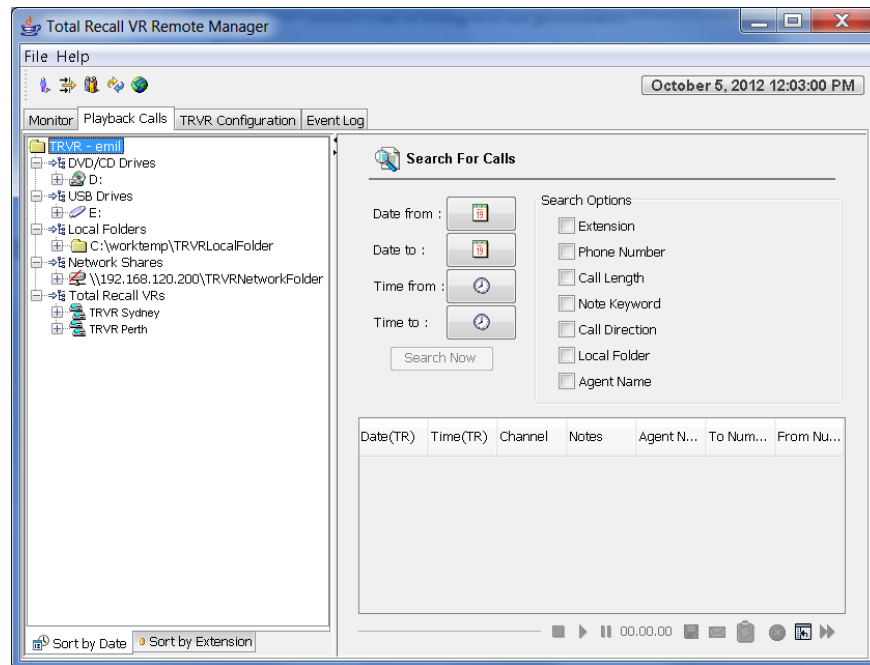 Total Recall VR Remote Manager
File Help
October 5, 2012 12:03:00 PM
Monitor Playback Calls TRVR Configuration Event Log
TRVR - emil
DVD/CD Drives
D:
USB Drives
E:
Local Folders
C:\worktemp\TRVRLocalFolder
Network Shares
\\192.168.120.200\TRVRNetworkFolder
Total Recall VRs
TRVR Sydney
TRVR Perth
Sort by Date Sort by Extension
Search For Calls
Date from :
19
Date to :
19
Time from :
Time to :
Search Now
Search Options
Extension
Phone Number
Call Length
Note Keyword
Call Direction
Local Folder
Agent Name
Date(TR) Time(TR) Channel Notes Agent N... To Num... From Nu...
00.00.00